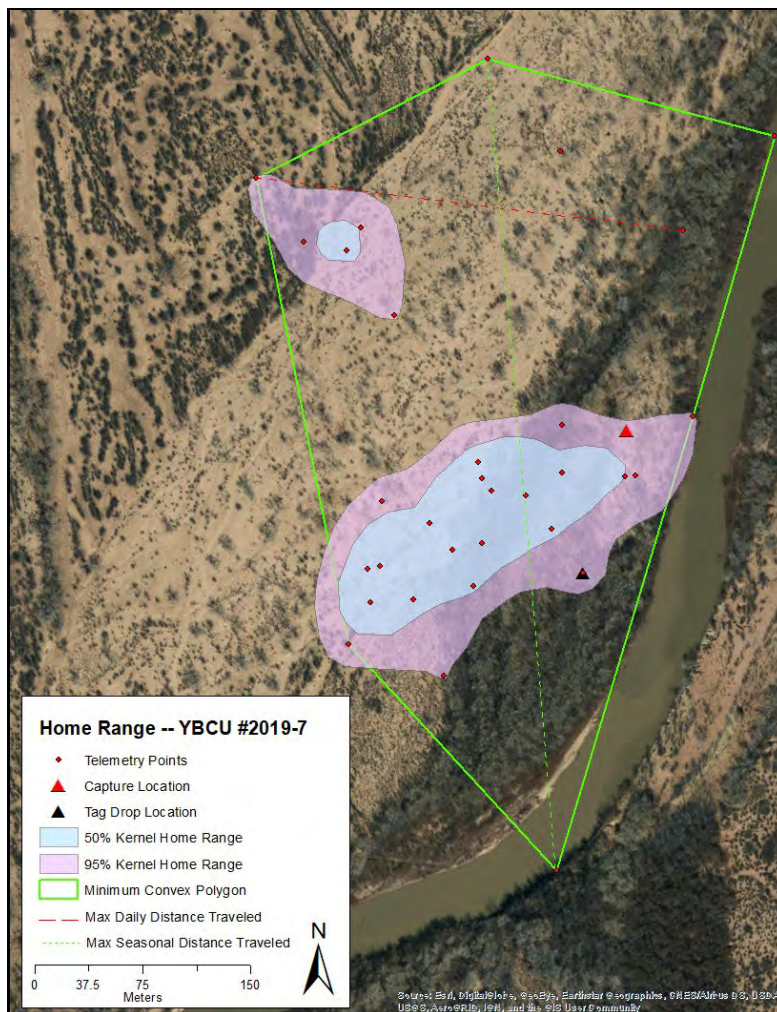 Home Range -- YBCU #2019-7
Telemetry Points
Capture Location
Tag Drop Location
50% Kernel Home Range
95% Kernel Home Range
Minimum Convex Polygon
Max Daily Distance Traveled
Max Seasonal Distance Traveled
N
0 37.5 75 150
Meters
Source: Esri, DigitalGlobe, GeoEye, Earthstar Geographics, CNES/Airbus DS, USDA,
USGS, AeroGRID, IGN, and the GIS User Community